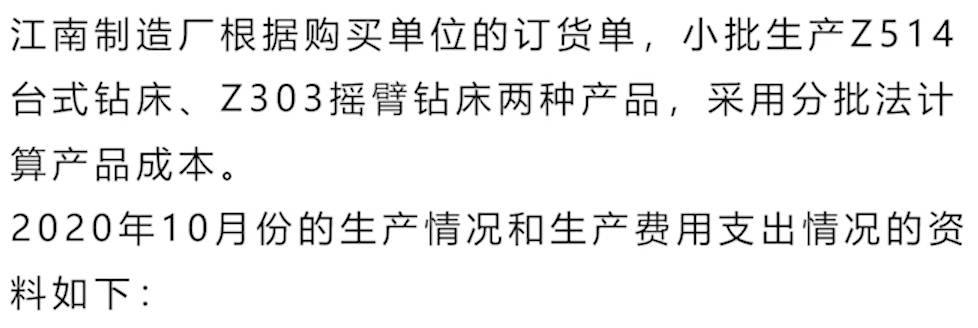 江南制造厂根据购买单位的订货单，小批生产Z514
台式钻床、Z303摇臂钻床两种产品，采用分批法计
算产品成本。
2020年10月份的生产情况和生产费用支出情况的资
料如下：